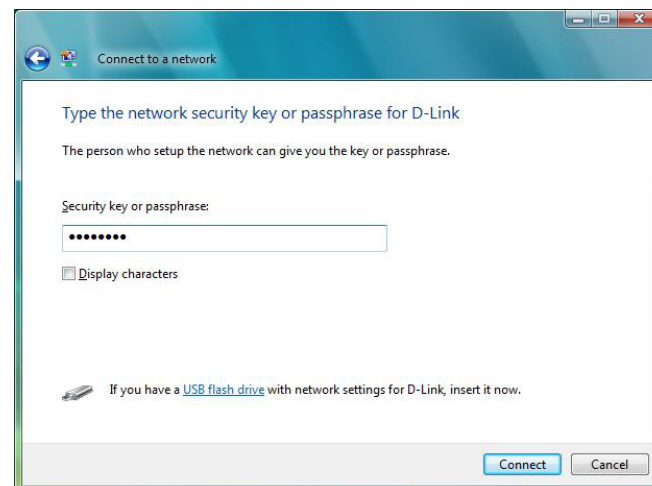 Connect to a network
Type the network security key or passphrase for D-Link
The person who setup the network can give you the key or passphrase.
Security key or passphrase:
••••••••
Display characters
If you have a USB flash drive with network settings for D-Link, insert it now.
Connect Cancel